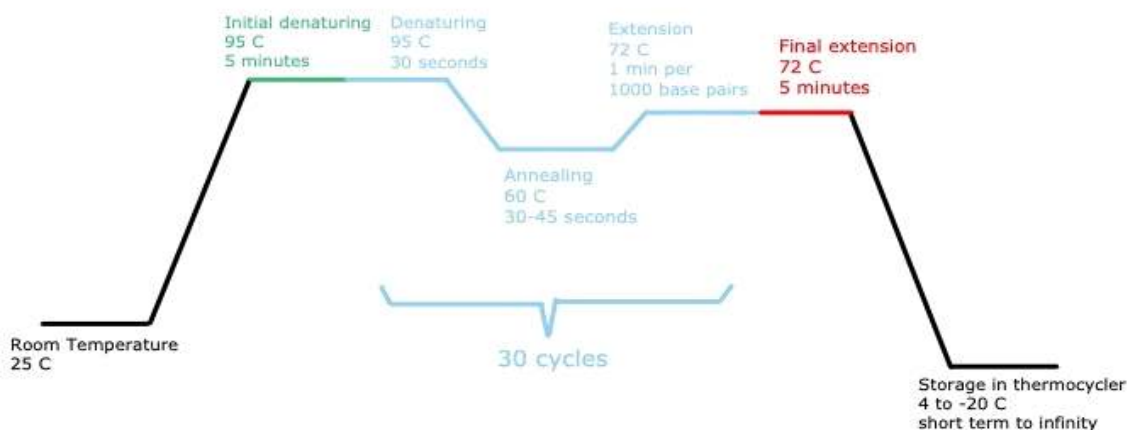 Initial denaturing
95 C
5 minutes
Denaturing
95 C
30 seconds
Extension
72 C
1 min per
1000 base pairs
Final extension
72 C
5 minutes
Annealing
60 C
30-45 seconds
30 cycles
Room Temperature
25 C
Storage in thermocycler
4 to -20 C
short term to infinity